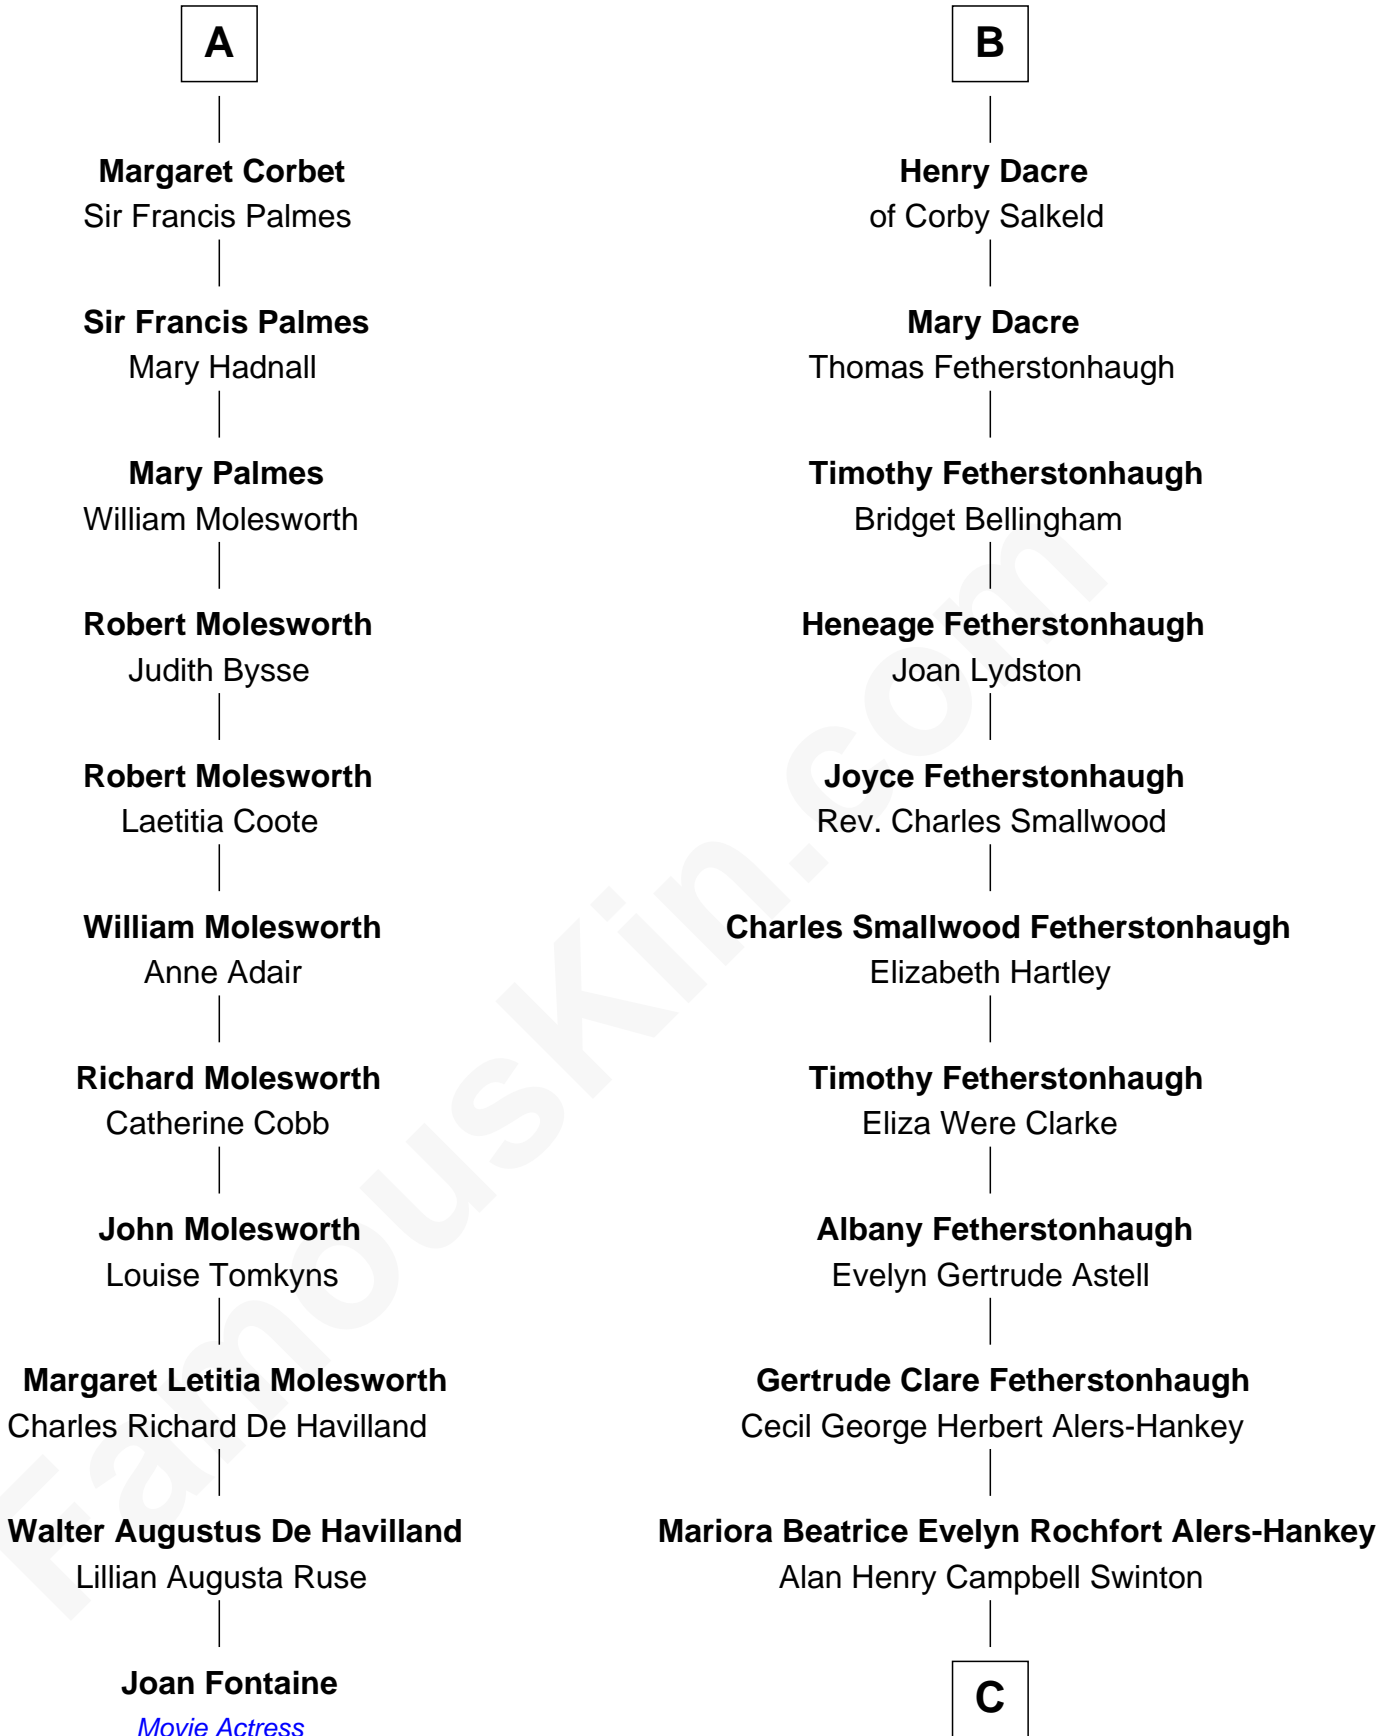 A
Margaret Corbet
Sir Francis Palmes
Sir Francis Palmes
Mary Hadnall
Mary Palmes
William Molesworth
Robert Molesworth
Judith Bysse
Robert Molesworth
Laetitia Coote
William Molesworth
Anne Adair
Richard Molesworth
Catherine Cobb
John Molesworth
Louise Tomkyns
Margaret Letitia Molesworth
Charles Richard De Havilland
Walter Augustus De Havilland
Lillian Augusta Ruse
Joan Fontaine
Movie Actress
B
Henry Dacre
of Corby Salkeld
Mary Dacre
Thomas Fetherstonhaugh
Timothy Fetherstonhaugh
Bridget Bellingham
Heneage Fetherstonhaugh
Joan Lydston
Joyce Fetherstonhaugh
Rev. Charles Smallwood
Charles Smallwood Fetherstonhaugh
Elizabeth Hartley
Timothy Fetherstonhaugh
Eliza Were Clarke
Albany Fetherstonhaugh
Evelyn Gertrude Astell
Gertrude Clare Fetherstonhaugh
Cecil George Herbert Alers-Hankey
Mariora Beatrice Evelyn Rochfort Alers-Hankey
Alan Henry Campbell Swinton
C
FamousKin.com